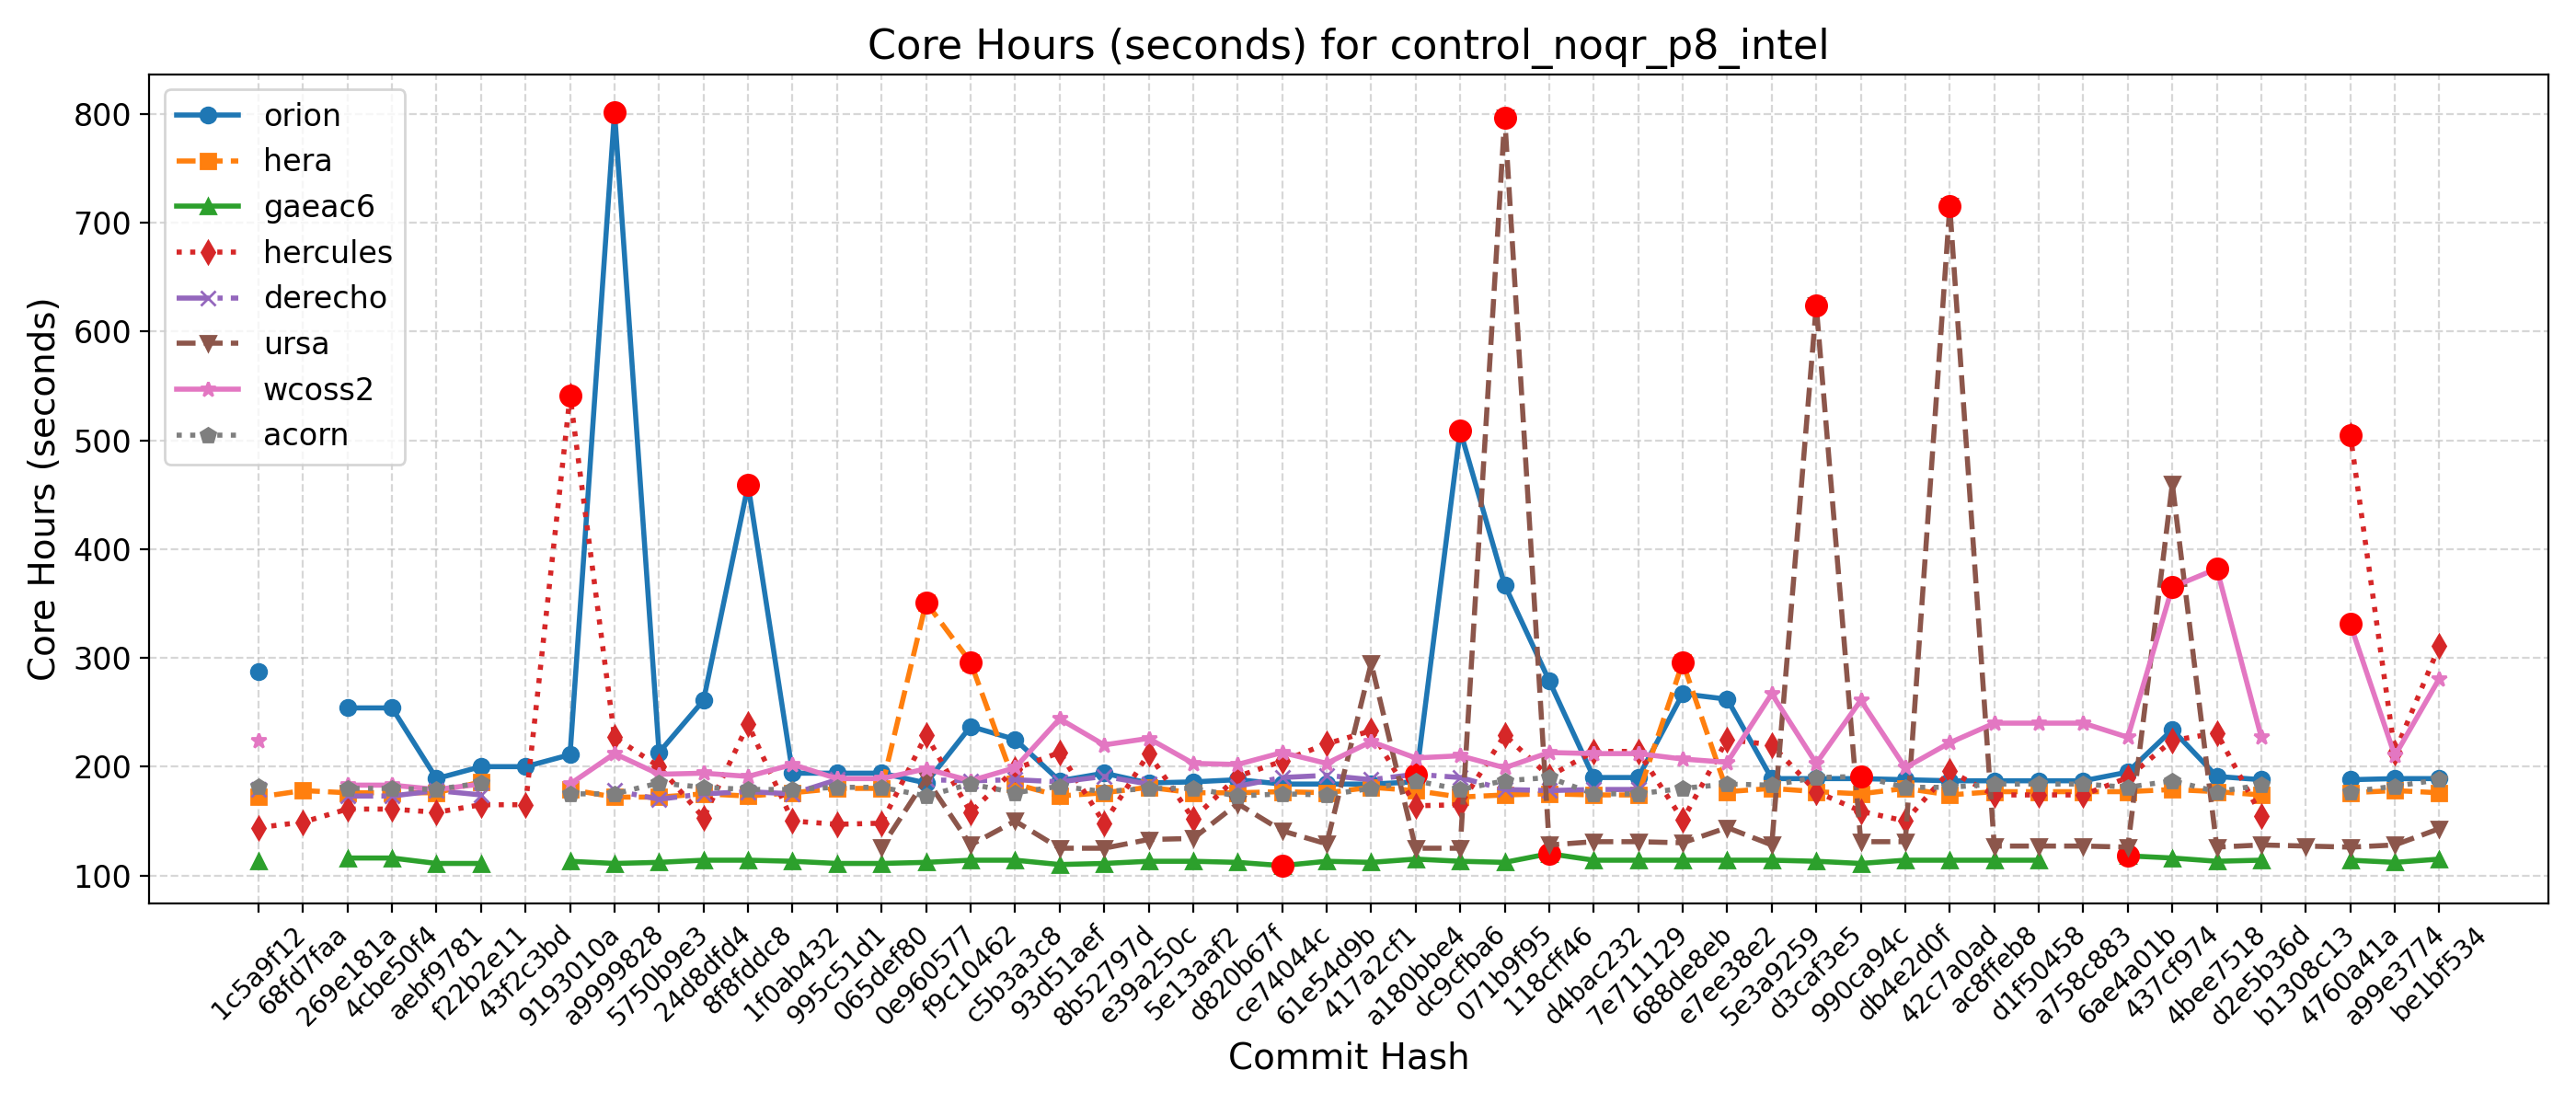 Core Hours (seconds) for control_noqr_p8_intel
Core Hours (seconds)
800
700
600
500
400
300
200
100
orion
hera
gaeac6
hercules
derecho
ursa
wcoss2
acorn
1c5a9f12
68fd7faa
269e181a
4cbe50f4
aebf9781
f22b2e11
43f2c3bd
9193010a
a9999828
5750b9e3
24d8dfd4
8f8fddc8
1f0ab432
995c51d1
065def80
0e960577
f9c10462
c5b3a3c8
93d51aef
8b52797d
e39a250c
5e13aaf2
d820b67f
ce74044c
61e54d9b
417a2cf1
a180bbe4
dc9cfba6
071b9f95
118cff46
d4bac232
7e711129
688de8eb
e7ee38e2
5e3a9259
d3caf3e5
990ca94c
db4e2d0f
42c7a0ad
ac8ffeb8
d1f50458
a758c883
6ae4a01b
437cf974
4bee7518
d2e5b36d
b1308c13
4760a41a
a99e3774
be1bf534
Commit Hash